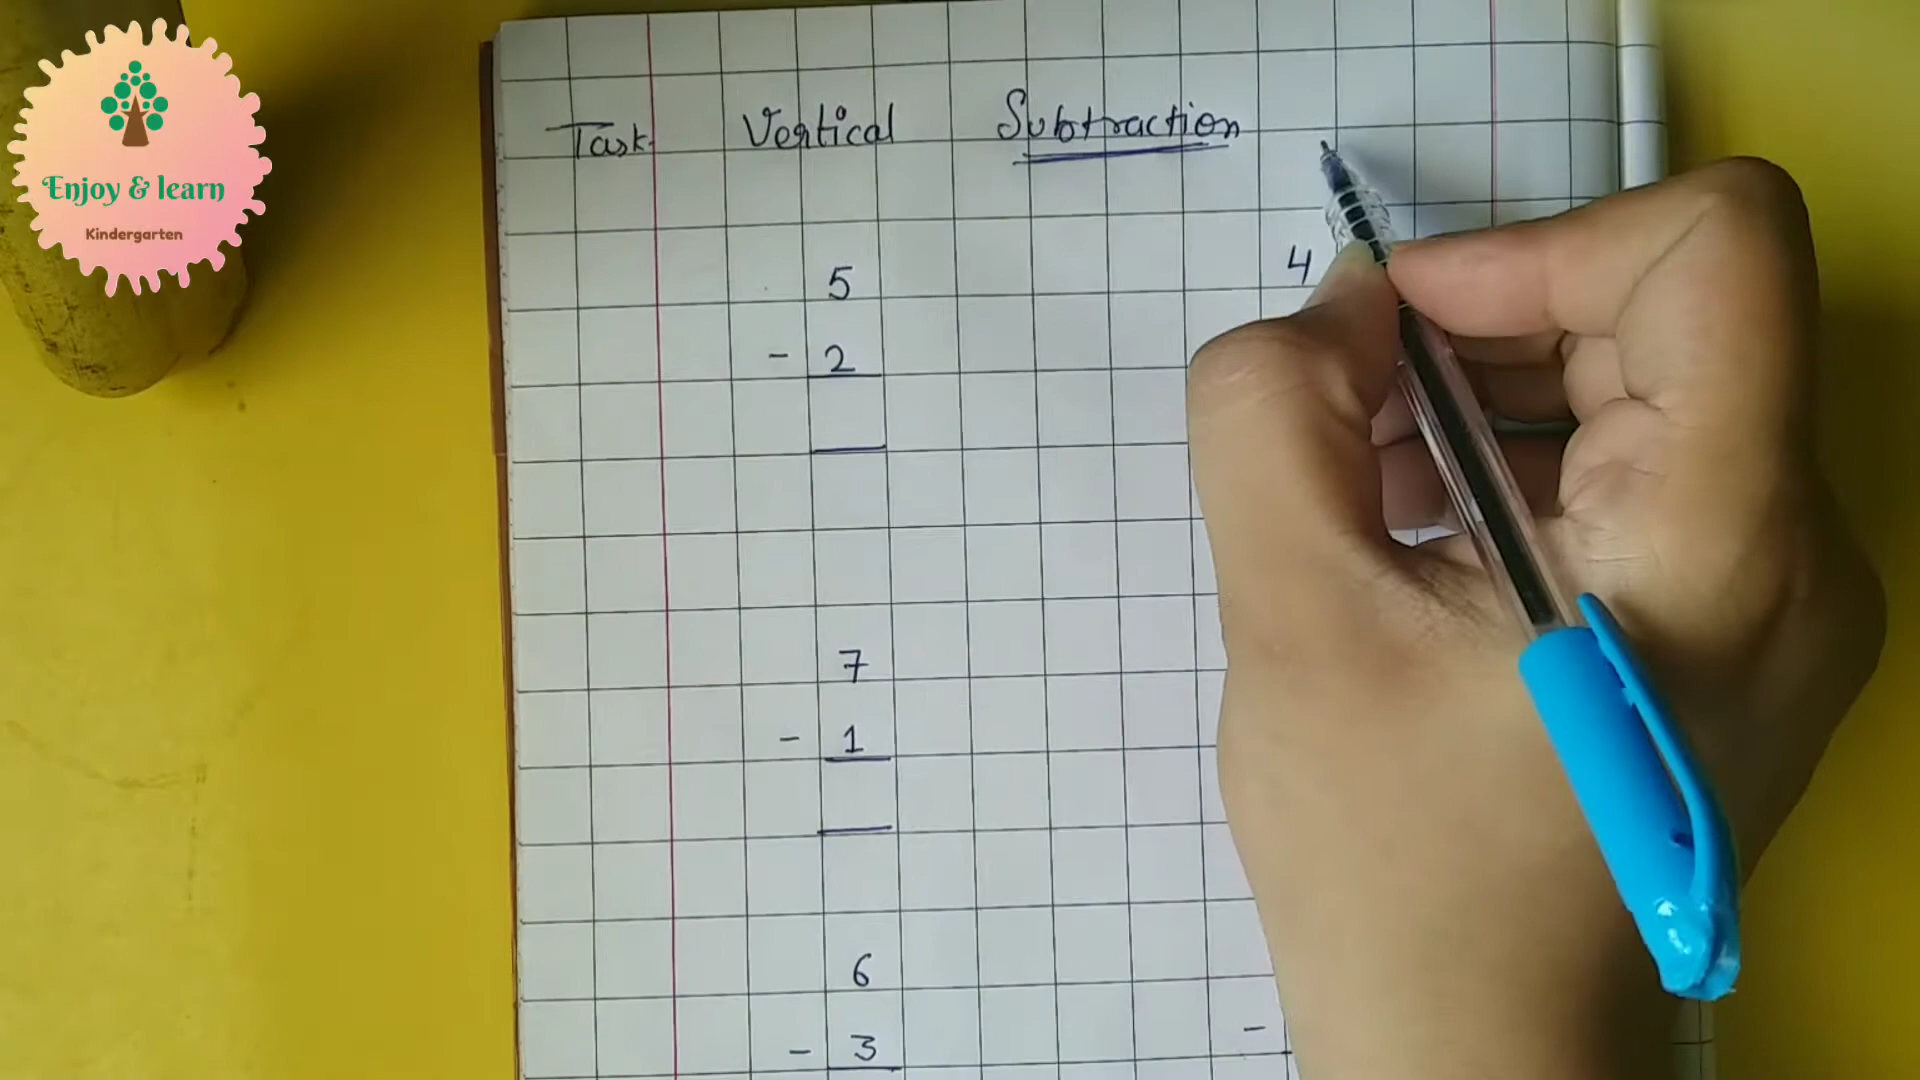 Enjoy & learn
Kindergarten
Task Vertical Subtraction
5
- 2
4
7
- 1
6
- 3
-